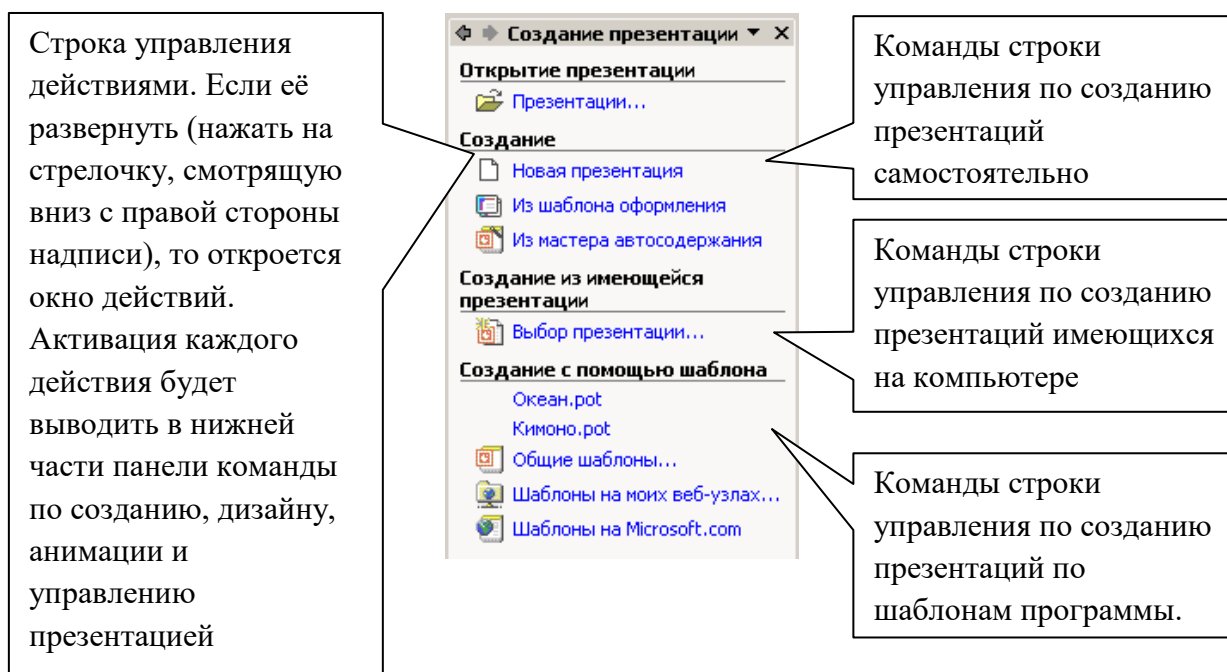 Строка управления
действиями. Если её
развернуть (нажать на
стрелочку, смотрящую
вниз с правой стороны
надписи), то откроется
окно действий.
Активация каждого
действия будет
выводить в нижней
части панели команды
по созданию, дизайну,
анимации и
управлению
презентацией
Создание презентации
Открытие презентации
Презентации...
Создание
Новая презентация
Из шаблона оформления
Из мастера автосодержания
Создание из имеющейся
презентации
Выбор презентации...
Создание с помощью шаблона
Океан.pot
Кимоно.pot
Общие шаблоны...
Шаблоны на моих веб-узлах...
Шаблоны на Microsoft.com
Команды строки
управления по созданию
презентаций
самостоятельно
Команды строки
управления по созданию
презентаций имеющихся
на компьютере
Команды строки
управления по созданию
презентаций по
шаблонам программы.